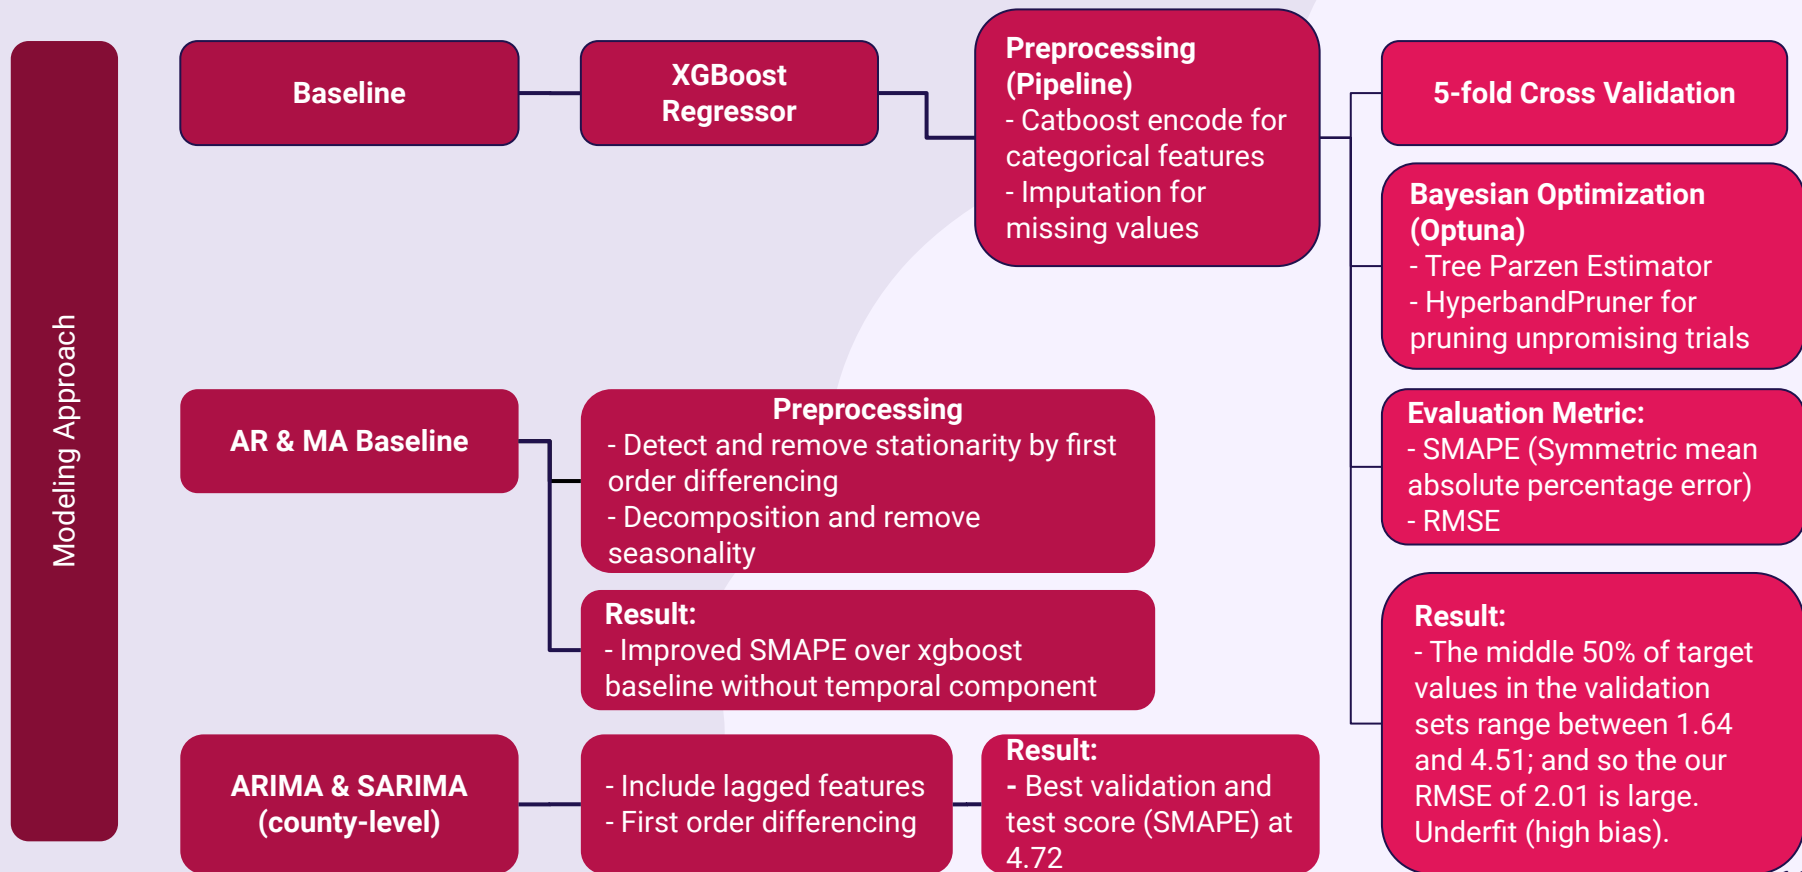 Modeling Approach
Baseline
XGBoost
Regressor
Preprocessing
(Pipeline)
- Catboost encode for
categorical features
- Imputation for
missing values
5-fold Cross Validation
Bayesian Optimization
(Optuna)
- Tree Parzen Estimator
- HyperbandPruner for
pruning unpromising trials
Evaluation Metric:
- SMAPE (Symmetric mean
absolute percentage error)
- RMSE
Result:
- The middle 50% of target
values in the validation
sets range between 1.64
and 4.51; and so the our
RMSE of 2.01 is large.
Underfit (high bias).
AR & MA Baseline
Preprocessing
- Detect and remove stationarity by first
order differencing
- Decomposition and remove
seasonality
Result:
- Improved SMAPE over xgboost
baseline without temporal component
ARIMA & SARIMA
(county-level)
- Include lagged features
- First order differencing
Result:
- Best validation and
test score (SMAPE) at
4.72